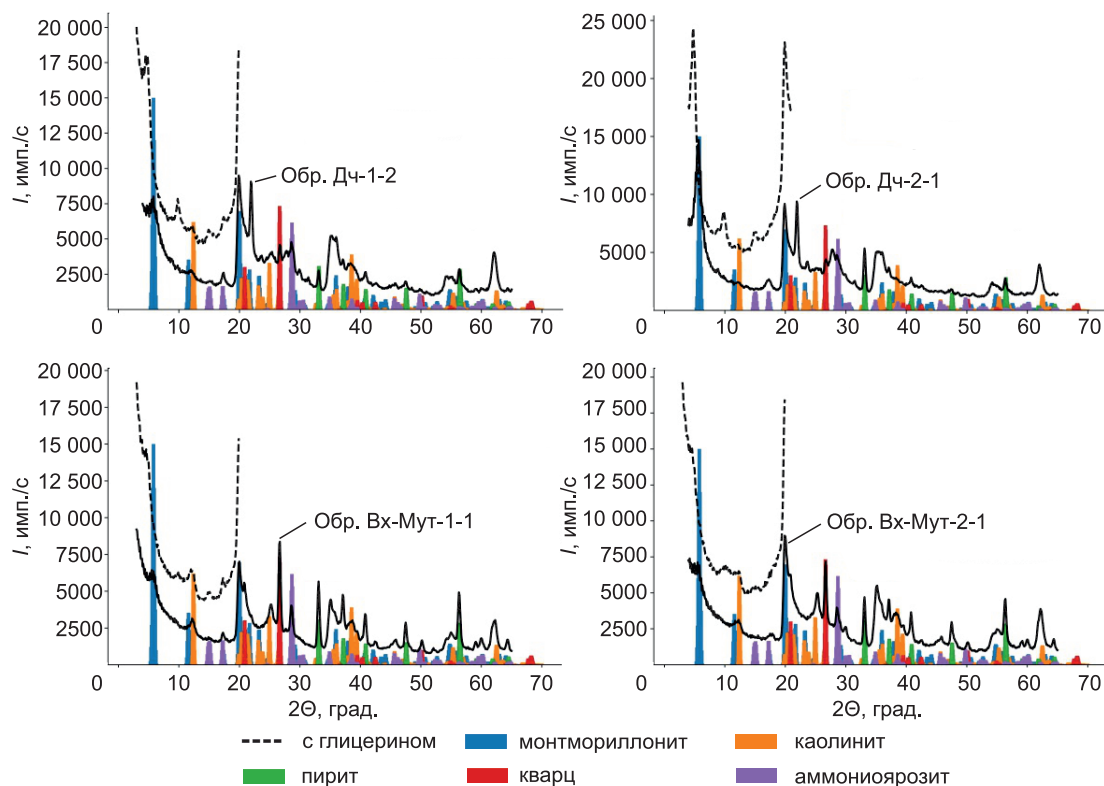 20 000
17 500
15 000
12 500
10 000
7500
5000
2500
I, имп./с
Обр. Дч-1-2
0 10 20 30 40 50 60 70
25 000
20 000
15 000
10 000
5000
I, имп./с
Обр. Дч-2-1
0 10 20 30 40 50 60 70
20 000
17 500
15 000
12 500
10 000
7500
5000
2500
I, имп./с
Обр. Вх-Мут-1-1
0 10 20 30 40 50 60 70
2Θ, град.
20 000
17 500
15 000
12 500
10 000
7500
5000
2500
I, имп./с
Обр. Вх-Мут-2-1
0 10 20 30 40 50 60 70
2Θ, град.
с глицерином монтмориллонит каолинит
пирит кварц аммониоярозит